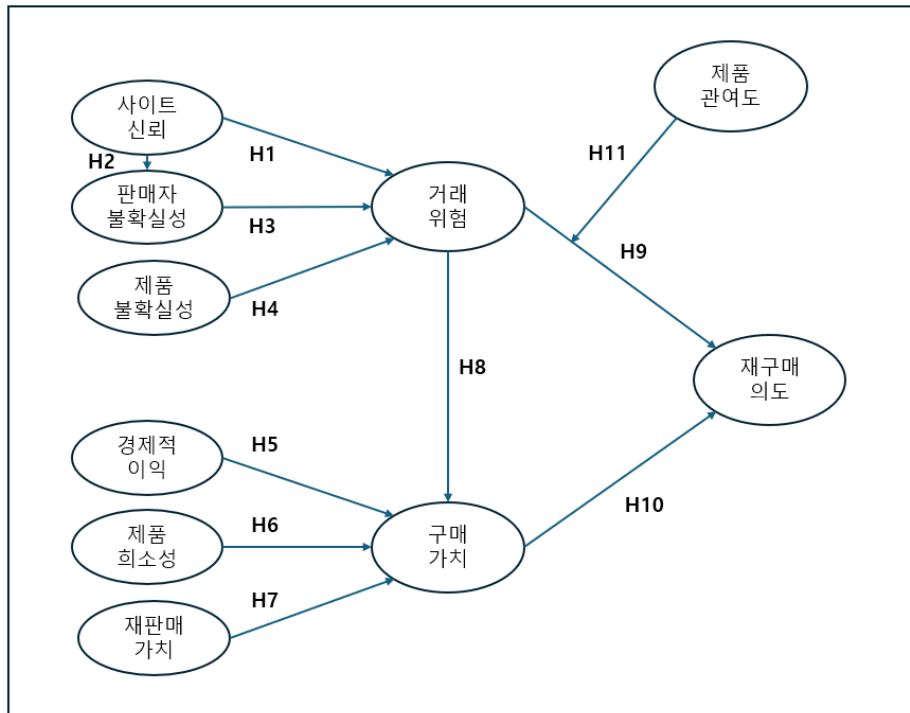 사이트
신뢰
H1
H2
판매자
불확실성
H3
제품
불확실성
H4
거래
위험
제품
관여도
H11
H9
H8
재구매
의도
경제적
이익
H5
제품
희소성
H6
재판매
가치
H7
구매
가치
H10